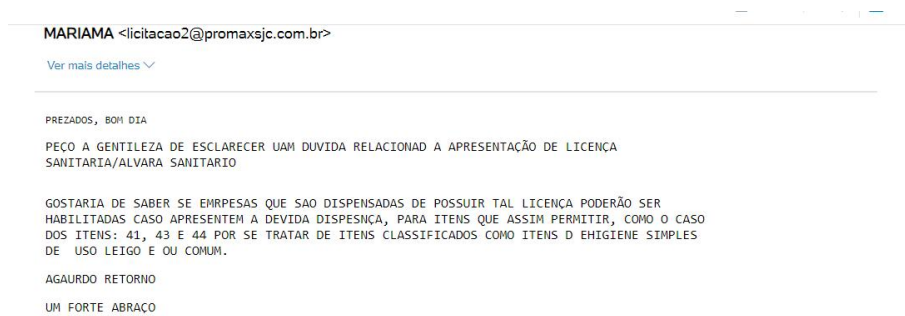 MARIAMA <licitacao2@promaxsjc.com.br>
Ver mais detalhes
PREZADOS, BOM DIA
PEÇO A GENTILEZA DE ESCLARECER UAM DUVIDA RELACIONAD A APRESENTAÇÃO DE LICENÇA
SANITARIA/ALVARA SANITARIO
GOSTARIA DE SABER SE EMRPESAS QUE SAO DISPENSADAS DE POSSUIR TAL LICENÇA PODERÃO SER
HABILITADAS CASO APRESENTEM A DEVIDA DISPESNÇA, PARA ITENS QUE ASSIM PERMITIR, COMO O CASO
DOS ITENS: 41, 43 E 44 POR SE TRATAR DE ITENS CLASSIFICADOS COMO ITENS D EHIGIENE SIMPLES
DE  USO LEIGO E OU COMUM.
AGAURDO RETORNO
UM FORTE ABRAÇO